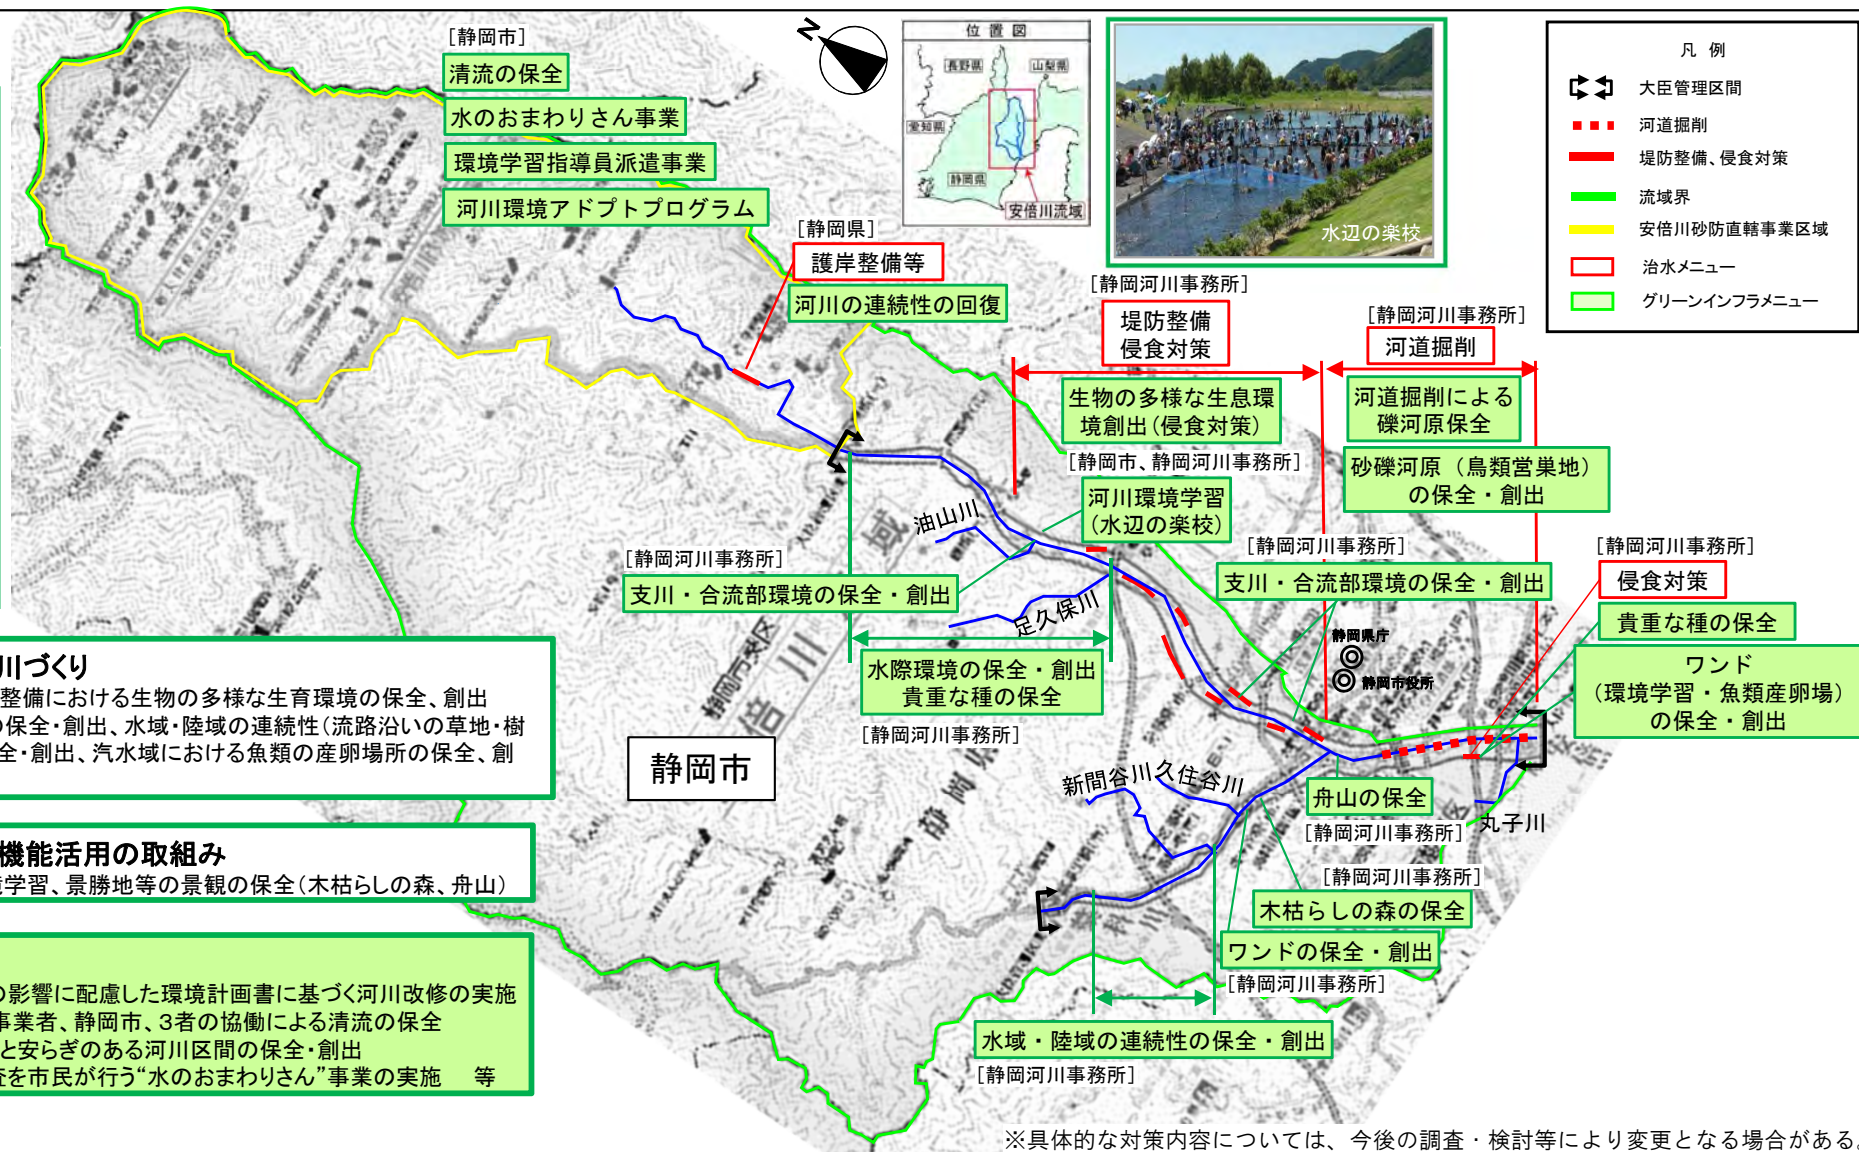 [静岡市]
清流の保全
水のおまわりさん事業
環境学習指導員派遣事業
河川環境アドプトプログラム
N
位置図
長野県
山梨県
愛知県
静岡県
安倍川流域
水辺の楽校
凡 例
大臣管理区間
河道掘削
堤防整備、侵食対策
流域界
安倍川砂防直轄事業区域
治水メニュー
グリーンインフラメニュー
[静岡県]
護岸整備等
河川の連続性の回復
[静岡河川事務所]
堤防整備
侵食対策
生物の多様な生息環
境創出(侵食対策)
[静岡河川事務所]
河道掘削
河道掘削による
礫河原保全
砂礫河原(鳥類営巣地)
の保全・創出
[静岡市、静岡河川事務所]
河川環境学習
(水辺の楽校)
油山川
[静岡河川事務所]
支川・合流部環境の保全・創出
足久保川
水際環境の保全・創出
貴重な種の保全
[静岡河川事務所]
[静岡河川事務所]
支川・合流部環境の保全・創出
静岡県庁
静岡市役所
[静岡河川事務所]
侵食対策
貴重な種の保全
ワンド
(環境学習・魚類産卵場)
の保全・創出
静岡市
新間谷川
久住谷川
舟山の保全
[静岡河川事務所]
丸子川
[静岡河川事務所]
木枯らしの森の保全
ワンドの保全・創出
[静岡河川事務所]
水域・陸域の連続性の保全・創出
[静岡河川事務所]
川づくり
整備における生物の多様な生育環境の保全、創出
の保全・創出、水域・陸域の連続性(流路沿いの草地・樹
全・創出、汽水域における魚類の産卵場所の保全、創
機能活用の取組み
境学習、景勝地等の景観の保全(木枯らしの森、舟山)
の影響に配慮した環境計画書に基づく河川改修の実施
事業者、静岡市、3者の協働による清流の保全
と安らぎのある河川区間の保全・創出
査を市民が行う“水のおまわりさん”事業の実施 等
※具体的な対策内容については、今後の調査・検討等により変更となる場合がある。